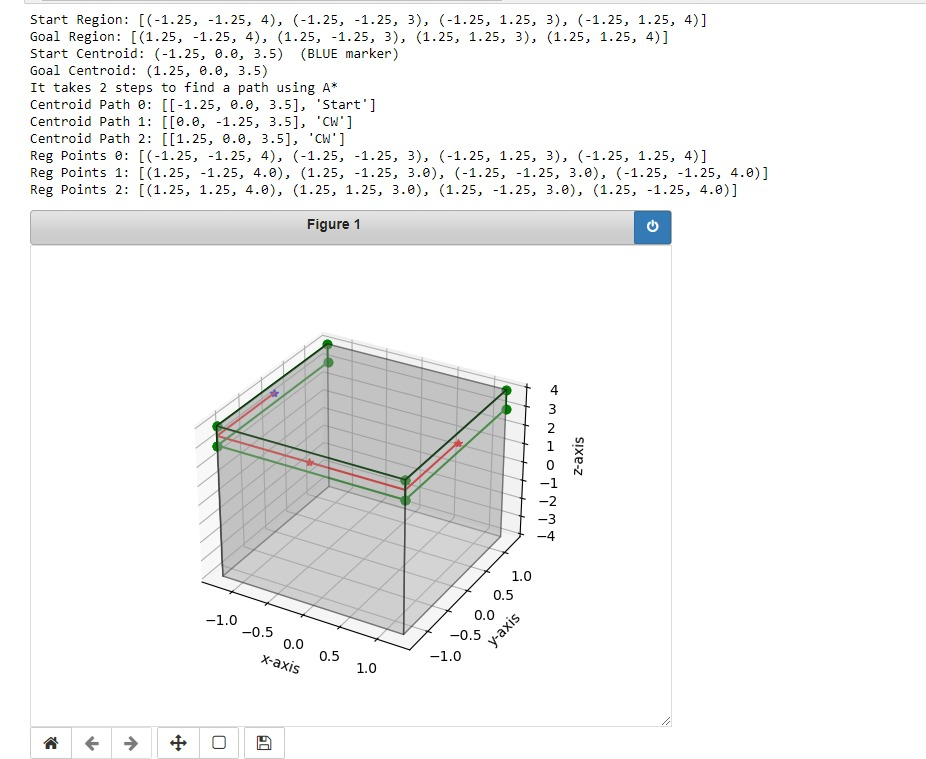 Start Region: [(-1.25, -1.25, 4), (-1.25, -1.25, 3), (-1.25, 1.25, 3), (-1.25, 1.25, 4)]
Goal Region: [(1.25, -1.25, 4), (1.25, -1.25, 3), (1.25, 1.25, 3), (1.25, 1.25, 4)]
Start Centroid: (-1.25, 0.0, 3.5)  (BLUE marker)
Goal Centroid: (1.25, 0.0, 3.5)
It takes 2 steps to find a path using A*
Centroid Path 0: [[-1.25, 0.0, 3.5], 'Start']
Centroid Path 1: [[0.0, -1.25, 3.5], 'CW']
Centroid Path 2: [[1.25, 0.0, 3.5], 'CW']
Reg Points 0: [(-1.25, -1.25, 4), (-1.25, -1.25, 3), (-1.25, 1.25, 3), (-1.25, 1.25, 4)]
Reg Points 1: [(1.25, -1.25, 4.0), (1.25, -1.25, 3.0), (-1.25, -1.25, 3.0), (-1.25, -1.25, 4.0)]
Reg Points 2: [(1.25, 1.25, 4.0), (1.25, 1.25, 3.0), (1.25, -1.25, 3.0), (1.25, -1.25, 4.0)]
Figure 1
4
3
2
1
0
−1
−2
−3
−4
z-axis
1.0
0.5
0.0
−0.5
−1.0
y-axis
−1.0
−0.5
0.0
0.5
1.0
x-axis